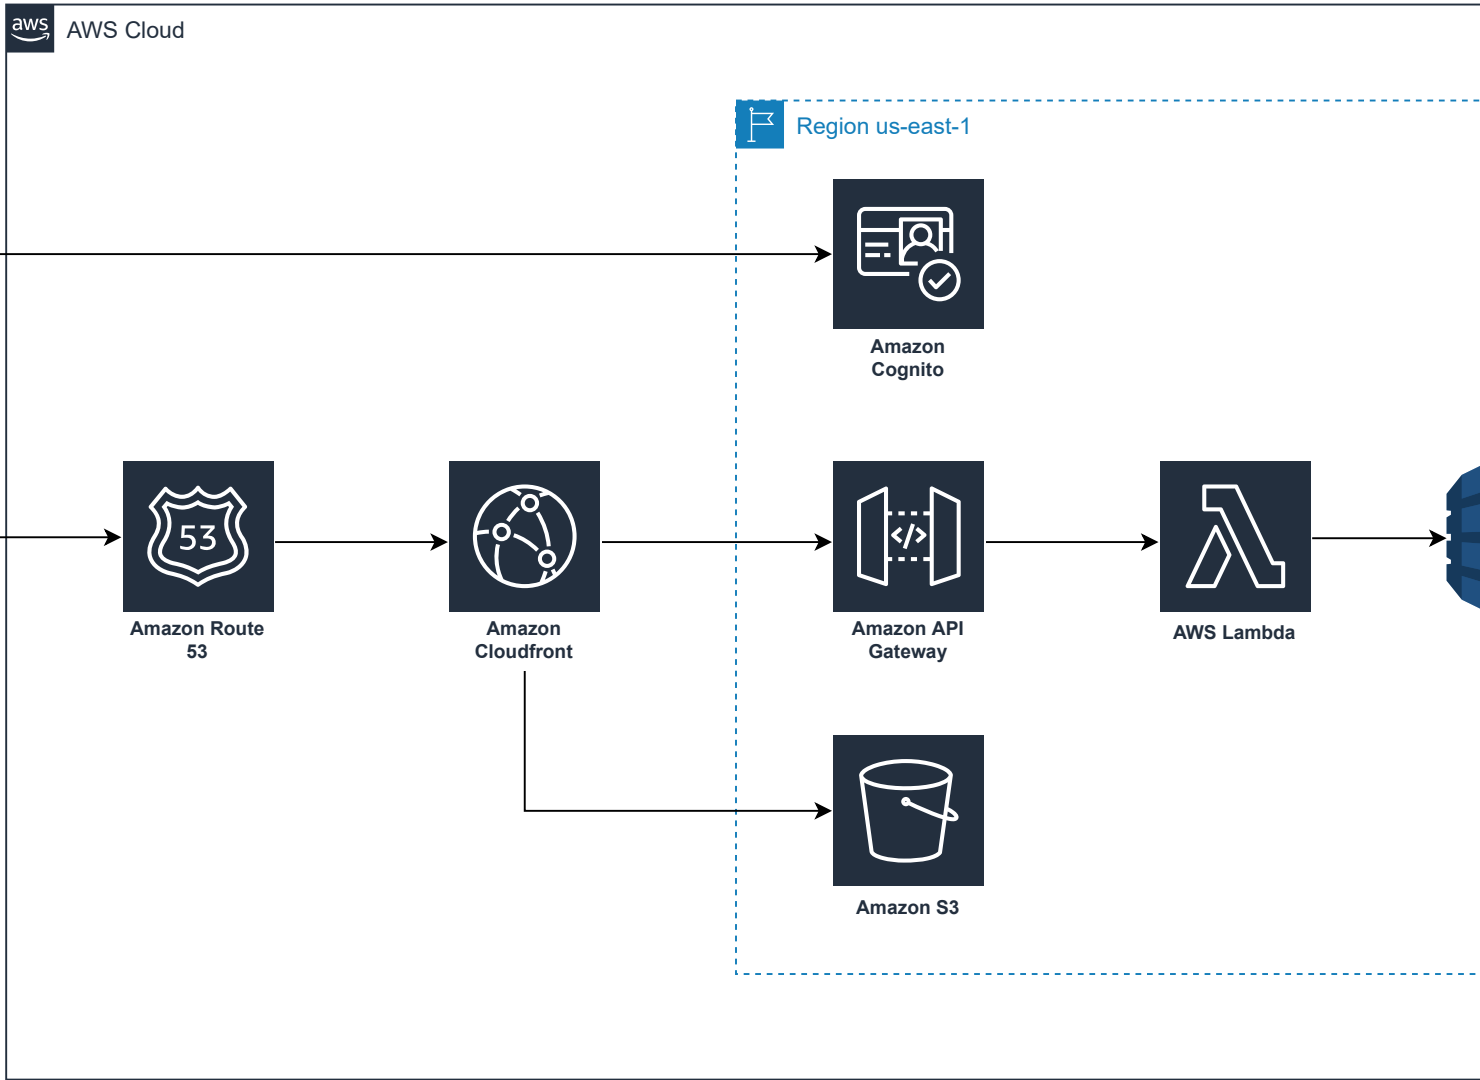 aws
AWS Cloud
Region us-east-1
Amazon
Cognito
53
</>
Amazon Route
53
Amazon
Cloudfront
Amazon API
Gateway
AWS Lambda
Amazon S3